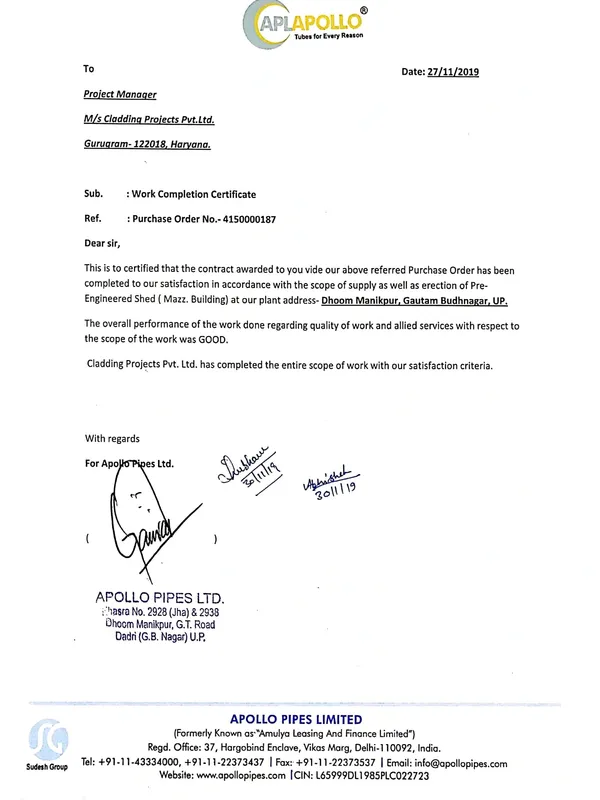 APLAPOLLO®
Tubes for Every Reason
To
Date: 27/11/2019
Project Manager
M/s Cladding Projects Pvt.Ltd.
Gurugram- 122018, Haryana.
Sub. : Work Completion Certificate
Ref. : Purchase Order No.- 4150000187
Dear sir,
This is to certified that the contract awarded to you vide our above referred Purchase Order has been
completed to our satisfaction in accordance with the scope of supply as well as erection of Pre-
Engineered Shed ( Mazz. Building) at our plant address- Dhoom Manikpur, Gautam Budhnagar, UP.
The overall performance of the work done regarding quality of work and allied services with respect to
the scope of the work was GOOD.
Cladding Projects Pvt. Ltd. has completed the entire scope of work with our satisfaction criteria.
With regards
For Apollo Pipes Ltd.
30/11/19
Abhishek
30/11/19
( )
APOLLO PIPES LTD.
Khasra No. 2928 (Jha) & 2938
Dhoom Manikpur, G.T. Road
Dadri (G.B. Nagar) U.P.
APOLLO PIPES LIMITED
(Formerly Known as "Amulya Leasing And Finance Limited")
Regd. Office: 37, Hargobind Enclave, Vikas Marg, Delhi-110092, India.
Tel: +91-11-43334000, +91-11-22373437 | Fax: +91-11-22373537 | Email: info@apollopipes.com
Website: www.apollopipes.com | CIN: L65999DL1985PLC022723
SG
Sudesh Group